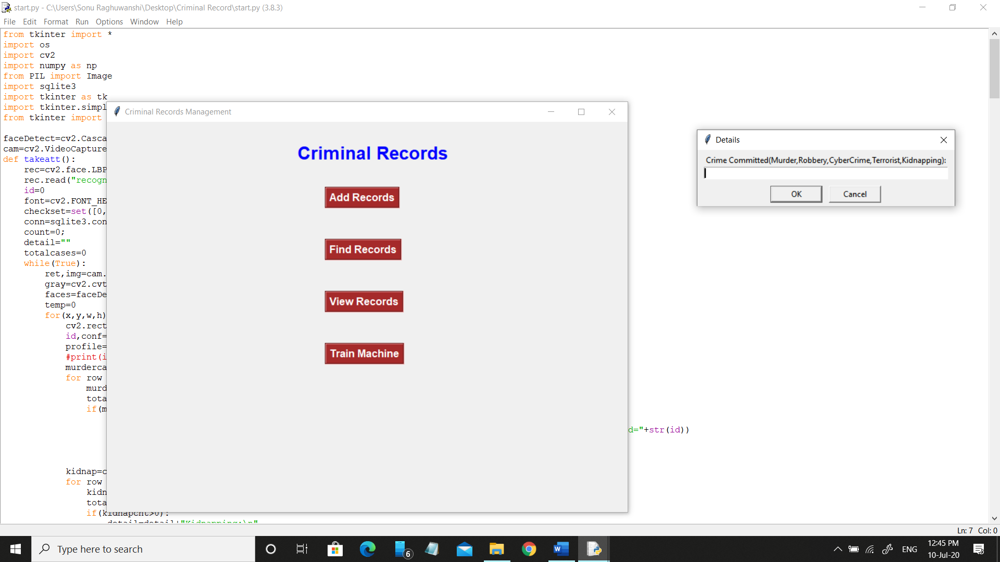 start.py - C:\Users\Sonu Raghuwanshi\Desktop\Criminal Record\start.py (3.8.3)
File Edit Format Run Options Window Help
from tkinter import *
import os
import cv2
import numpy as np
from PIL import Image
import sqlite3
import tkinter as tk
import tkinter.simpl
from tkinter import
faceDetect=cv2.Casca
cam=cv2.VideoCapture
def takeatt():
rec=cv2.face.LBP
rec.read("recogn
id=0
font=cv2.FONT_HE
checkset=set([0,
conn=sqlite3.con
count=0;
detail=""
totalcases=0
while(True):
ret,img=cam.
gray=cv2.cvt
faces=faceDe
temp=0
for(x,y,w,h)
cv2.rect
id,conf=
profile=
#print(i
murderca
for row
murd
tota
if(m
d="+str(id))
kidnap=c
for row
kidn
tota
if(kidnapcnt>0):
detail=detail+"Kidnapping:\n"
Criminal Records Management
Criminal Records
Add Records
Find Records
View Records
Train Machine
Details
Crime Committed(Murder,Robbery,CyberCrime,Terrorist,Kidnapping):
OK Cancel
Ln: 7 Col: 0
Type here to search
6
W
ENG
12:45 PM
10-Jul-20